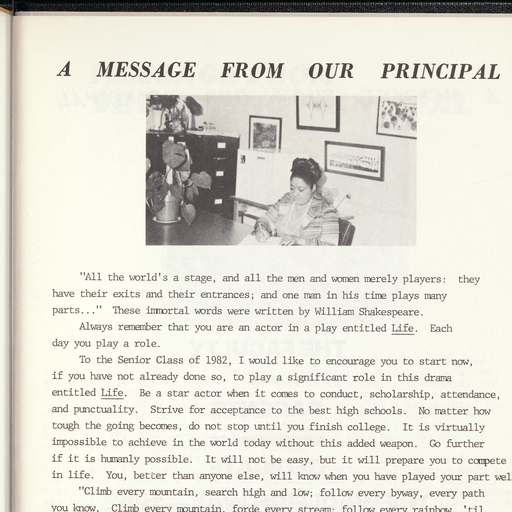 A MESSAGE FROM OUR PRINCIPAL
"All the world's a stage, and all the men and women merely players: they
have their exits and their entrances; and one man in his time plays many
parts..." These immortal words were written by William Shakespeare.
Always remember that you are an actor in a play entitled Life. Each
day you play a role.
To the Senior Class of 1982, I would like to encourage you to start now,
if you have not already done so, to play a significant role in this drama
entitled Life. Be a star actor when it comes to conduct, scholarship, attendance,
and punctuality. Strive for acceptance to the best high schools. No matter how
tough the going becomes, do not stop until you finish college. It is virtually
impossible to achieve in the world today without this added weapon. Go further
if it is humanly possible. It will not be easy, but it will prepare you to compete
in life. You, better than anyone else, will know when you have played your part wel
"Climb every mountain, search high and low; follow every byway, every path
you know. Climb every mountain, forde every stream; follow every rainbow, 'til